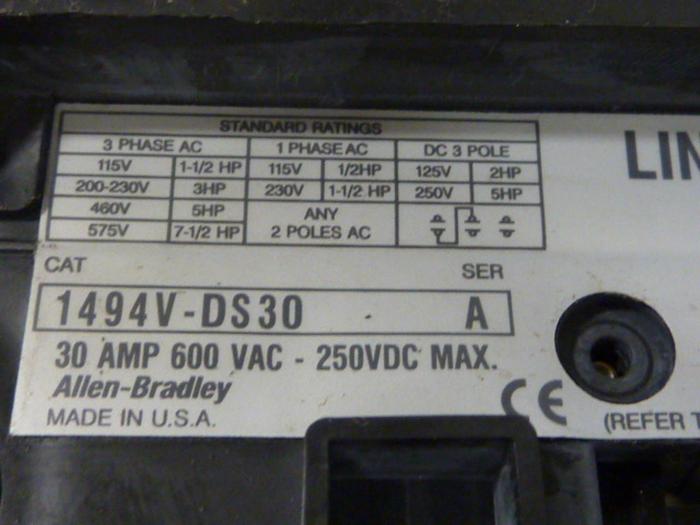 STANDARD RATINGS
3 PHASE AC 1 PHASE AC DC 3 POLE
115V 1-1/2 HP 115V 1/2HP 125V 2HP
200-230V 3HP 230V 1-1/2 HP 250V 5HP
460V 5HP ANY
575V 7-1/2 HP 2 POLES AC
LIN
CAT SER
1494V-DS30 A
30 AMP 600 VAC - 250VDC MAX.
Allen-Bradley CE
MADE IN U.S.A. (REFER T